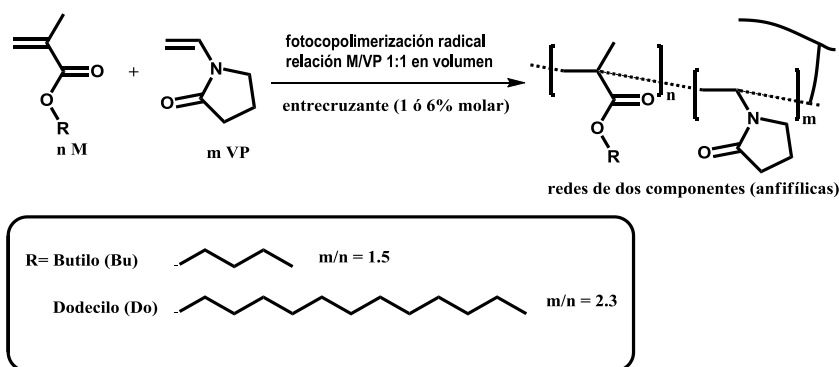 fotocopolimerización radical
relación M/VP 1:1 en volumen
entrecruzante (1 ó 6% molar)
O
O
R
n M
+
N
O
m VP
n
O
O
R
m
N
O
redes de dos componentes (anfifílicas)
R= Butilo (Bu)
m/n = 1.5
Dodecilo (Do)
m/n = 2.3